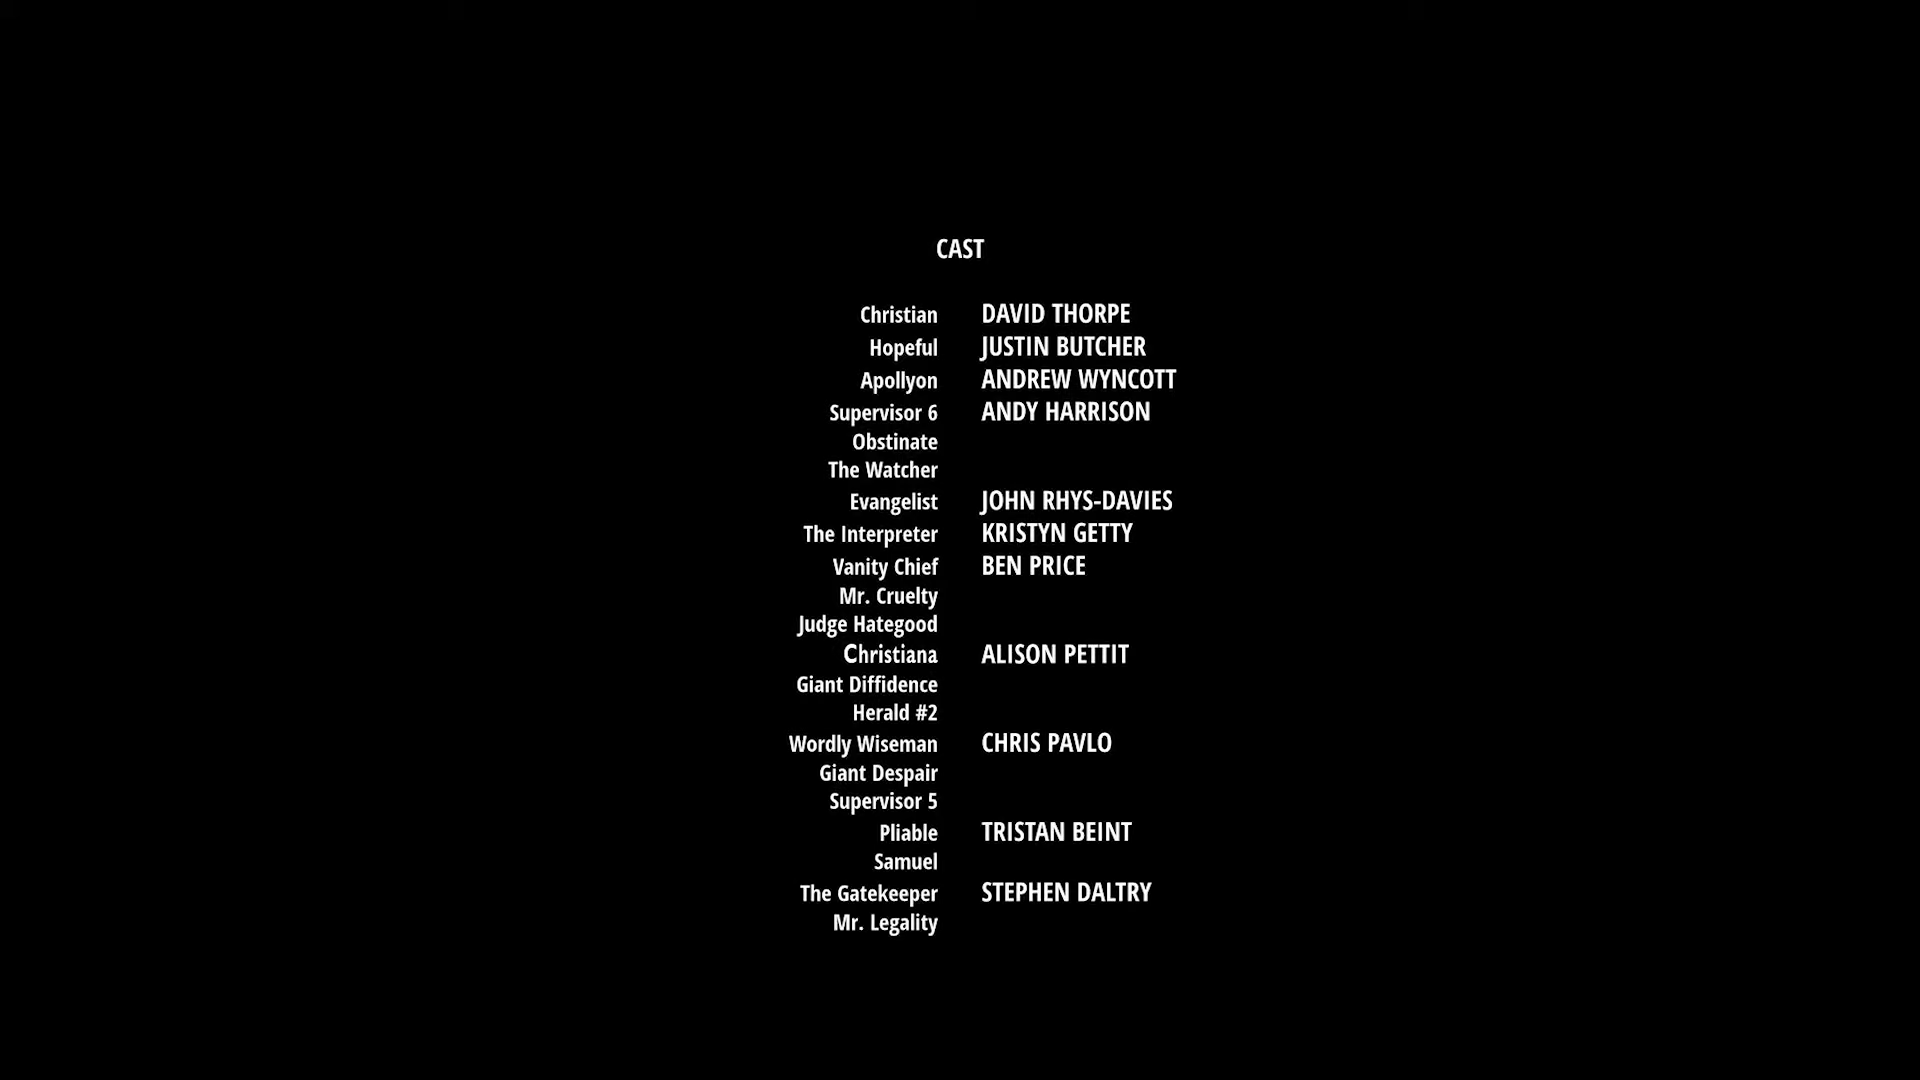 CAST
Christian DAVID THORPE
Hopeful JUSTIN BUTCHER
Apollyon ANDREW WYNCOTT
Supervisor 6 ANDY HARRISON
Obstinate
The Watcher
Evangelist JOHN RHYS-DAVIES
The Interpreter KRISTYN GETTY
Vanity Chief BEN PRICE
Mr. Cruelty
Judge Hategood
Christiana ALISON PETTIT
Giant Diffidence
Herald #2
Wordly Wiseman CHRIS PAVLO
Giant Despair
Supervisor 5
Pliable TRISTAN BEINT
Samuel
The Gatekeeper STEPHEN DALTRY
Mr. Legality